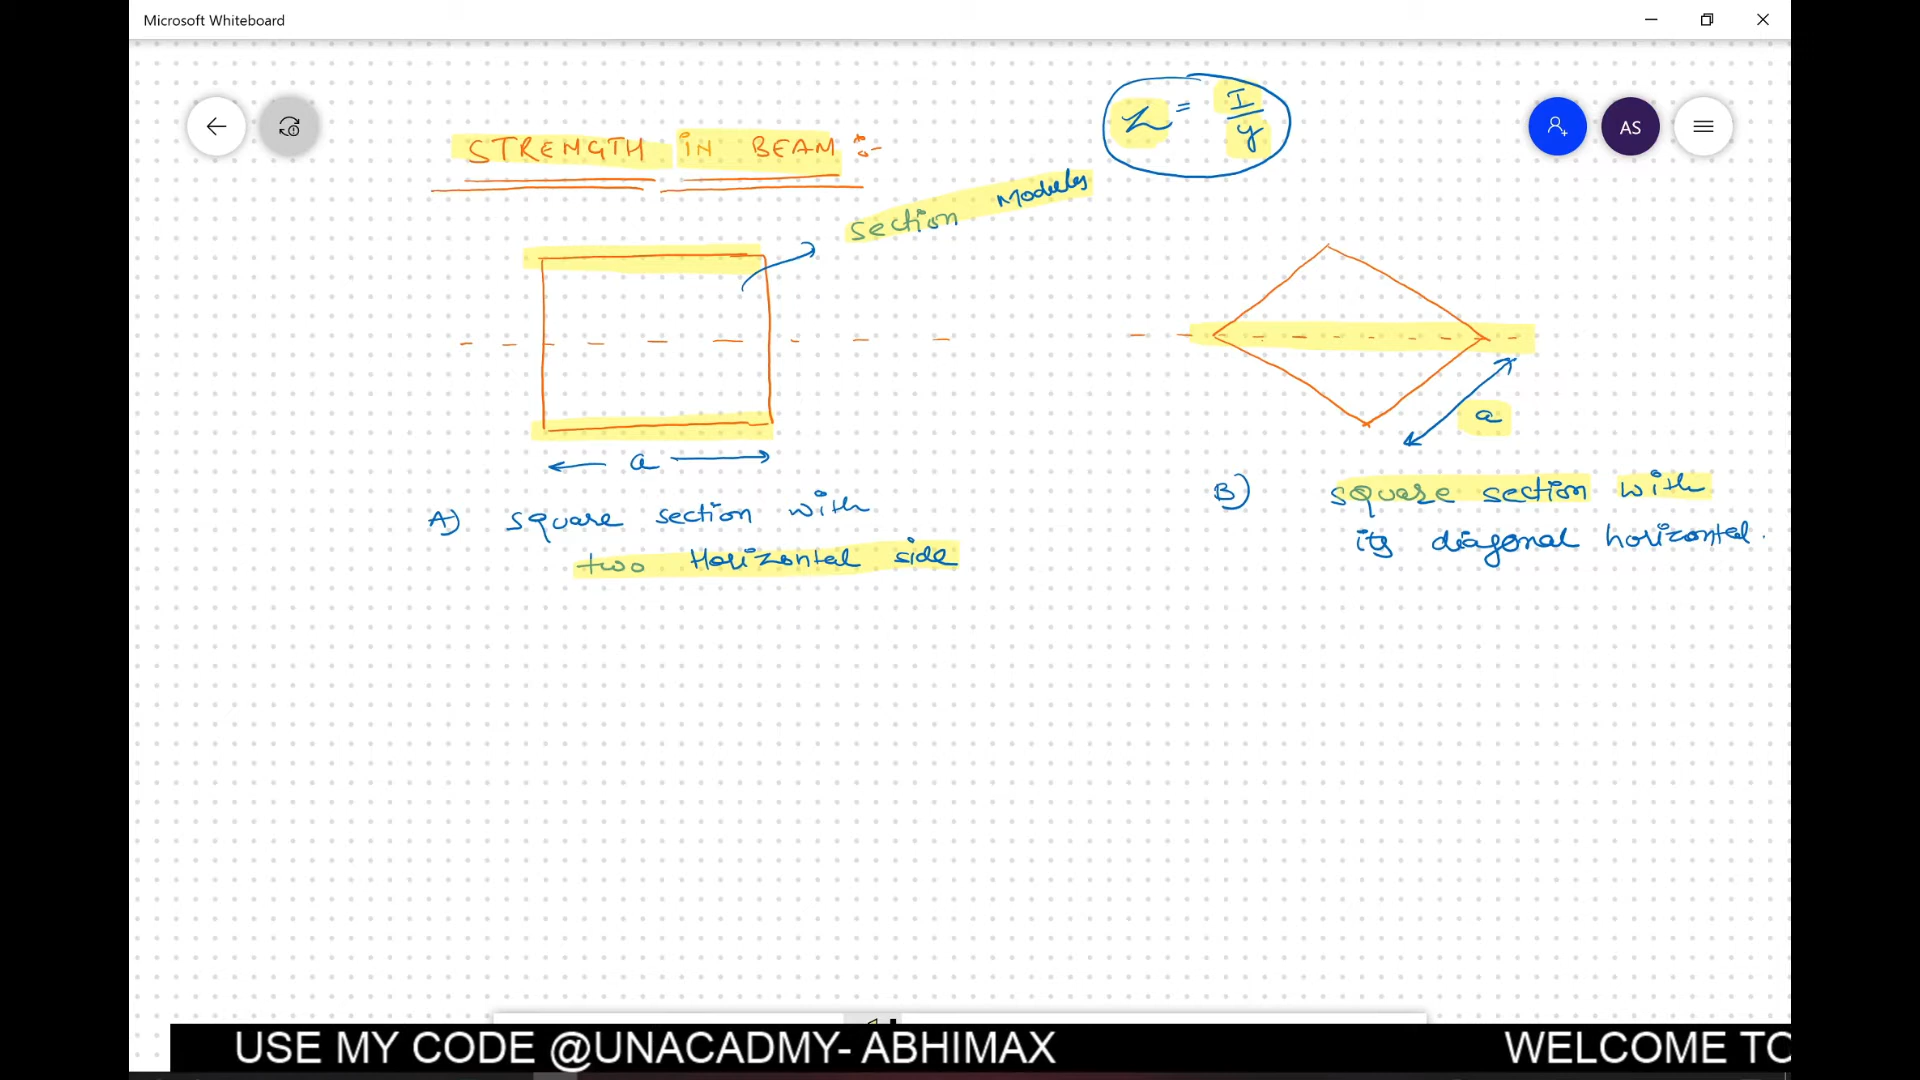 Microsoft Whiteboard
Z = I/y
STRENGTH IN BEAM :-
AS
section Modulus
a
a
A) square section with
two Horizontal side
B) square section with
its diagonal horizontal.
USE MY CODE @UNACADMY- ABHIMAX
WELCOME TO